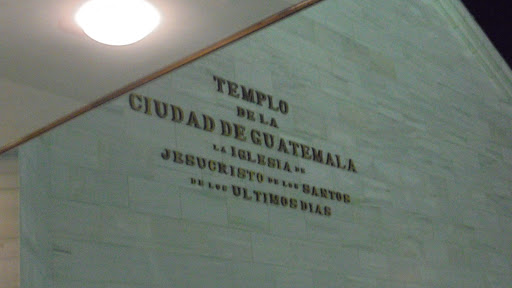 TEMPLO
DE LA
CIUDAD DE GUATEMALA
LA IGLESIA DE
JESUCRISTO DE LOS SANTOS
DE LOS ULTIMOS DIAS